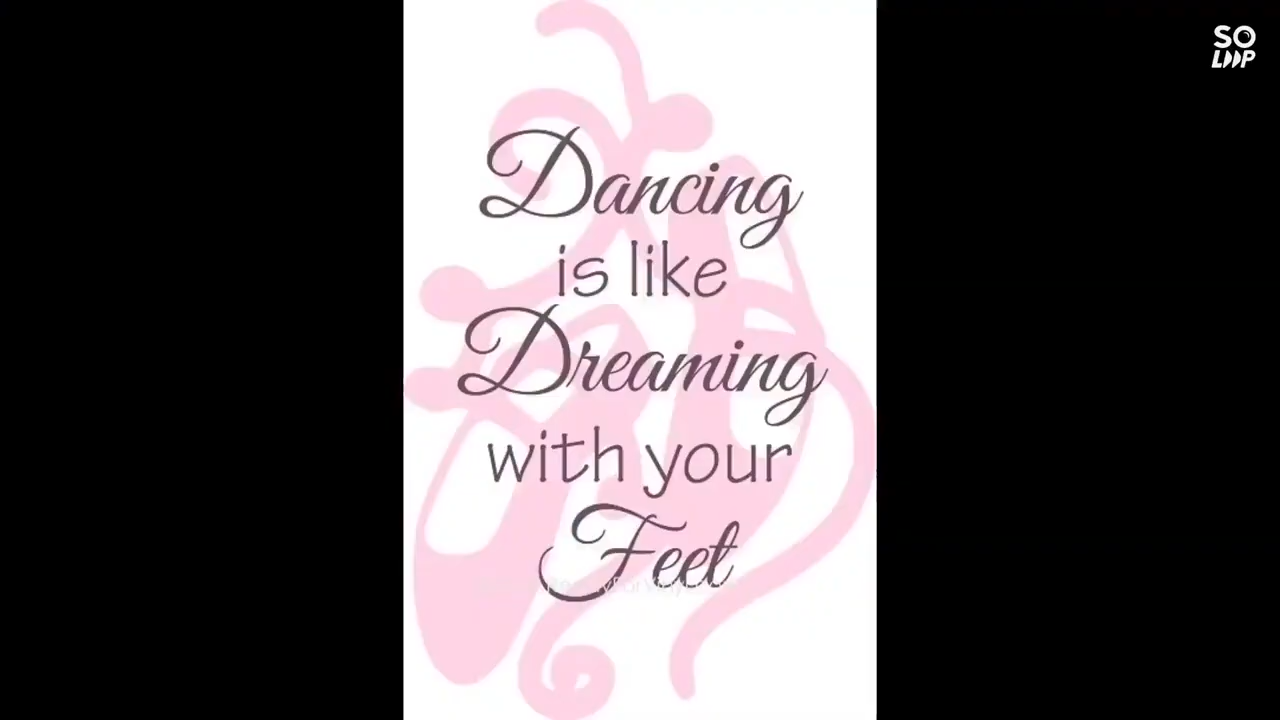 SO
LOOP
Dancing
is like
Dreaming
with your
Feet